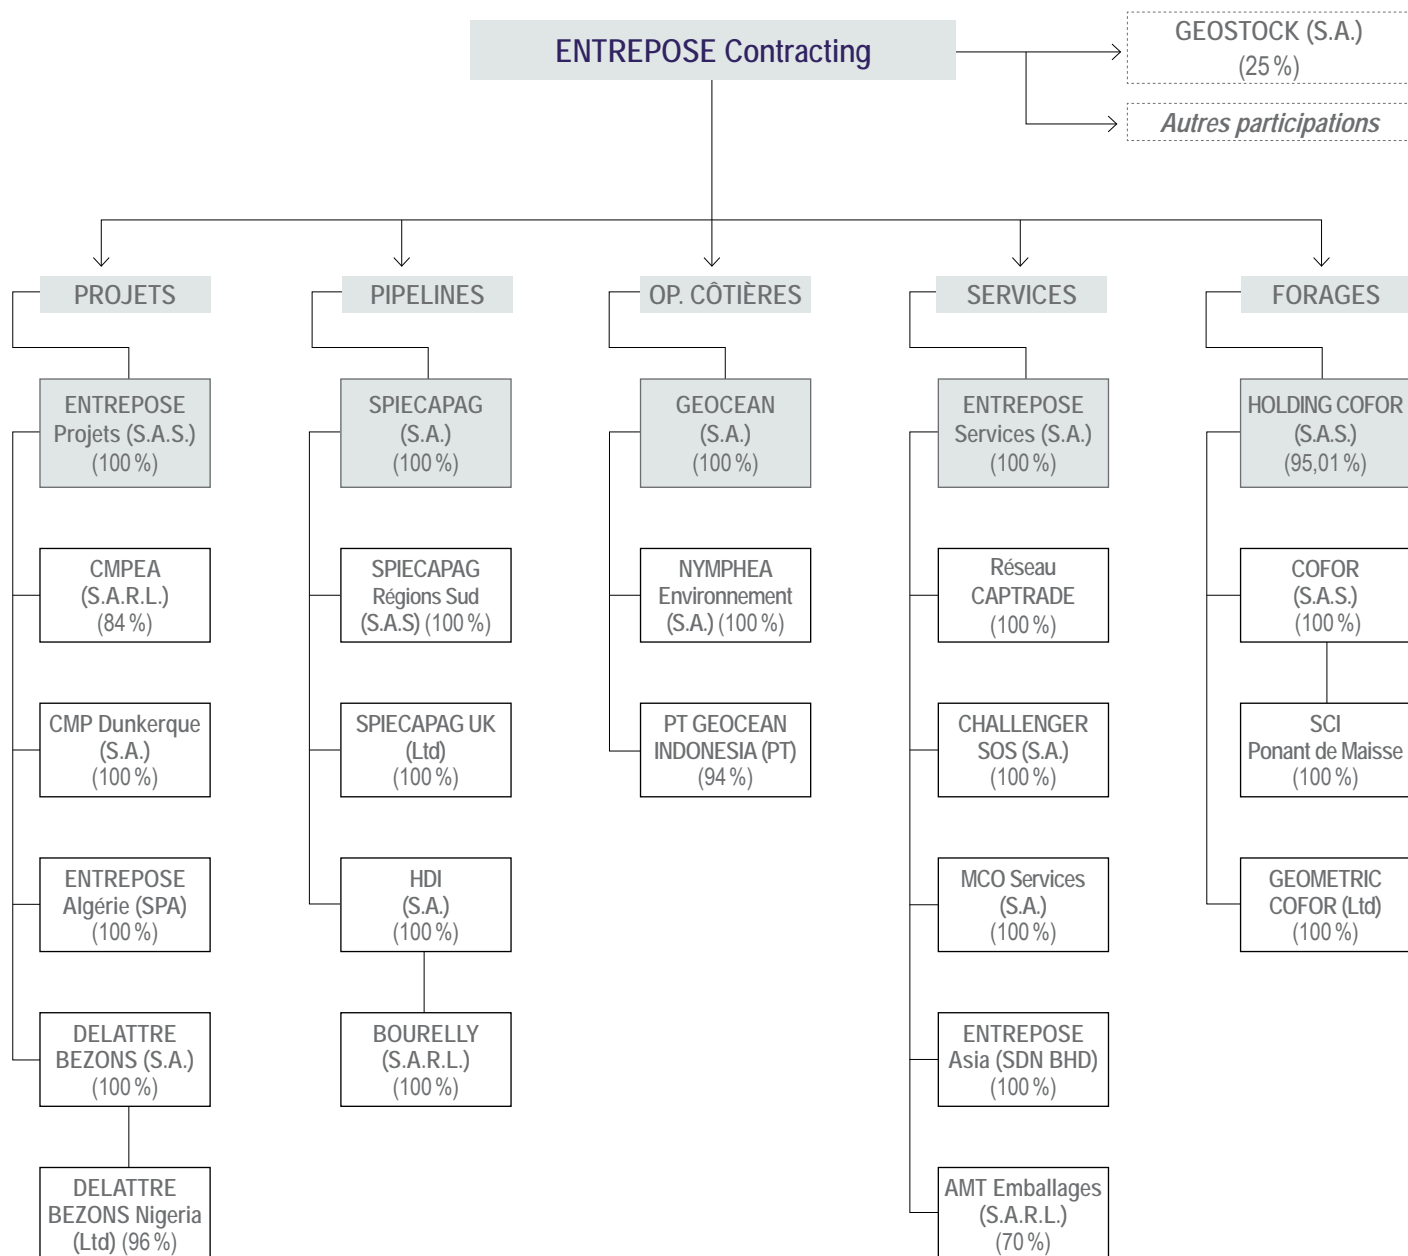 ENTREPOSE Contracting
GEOSTOCK (S.A.)
(25 %)
Autres participations
PROJETS
ENTREPOSE
Projets (S.A.S.)
(100 %)
CMPEA
(S.A.R.L.)
(84 %)
CMP Dunkerque
(S.A.)
(100 %)
ENTREPOSE
Algérie (SPA)
(100 %)
DELATTRE
BEZONS (S.A.)
(100 %)
DELATTRE
BEZONS Nigeria
(Ltd) (96 %)
PIPELINES
SPIECAPAG
(S.A.)
(100 %)
SPIECAPAG
Régions Sud
(S.A.S) (100 %)
SPIECAPAG UK
(Ltd)
(100 %)
HDI
(S.A.)
(100 %)
BOURELLY
(S.A.R.L.)
(100 %)
OP. CÔTIÈRES
GEOCEAN
(S.A.)
(100 %)
NYMPHEA
Environnement
(S.A.) (100 %)
PT GEOCEAN
INDONESIA (PT)
(94 %)
SERVICES
ENTREPOSE
Services (S.A.)
(100 %)
Réseau
CAPTRADE
(100 %)
CHALLENGER
SOS (S.A.)
(100 %)
MCO Services
(S.A.)
(100 %)
ENTREPOSE
Asia (SDN BHD)
(100 %)
AMT Emballages
(S.A.R.L.)
(70 %)
FORAGES
HOLDING COFOR
(S.A.S.)
(95,01 %)
COFOR
(S.A.S.)
(100 %)
SCI
Ponant de Maisse
(100 %)
GEOMETRIC
COFOR (Ltd)
(100 %)